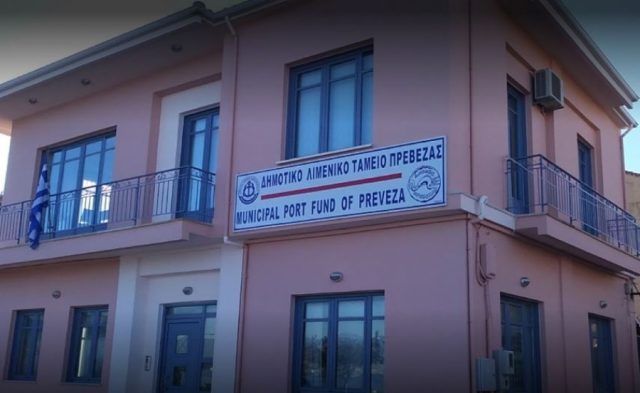 ΔΗΜΟΤΙΚΟ ΛΙΜΕΝΙΚΟ ΤΑΜΕΙΟ ΠΡΕΒΕΖΑΣ
MUNICIPAL PORT FUND OF PREVEZA